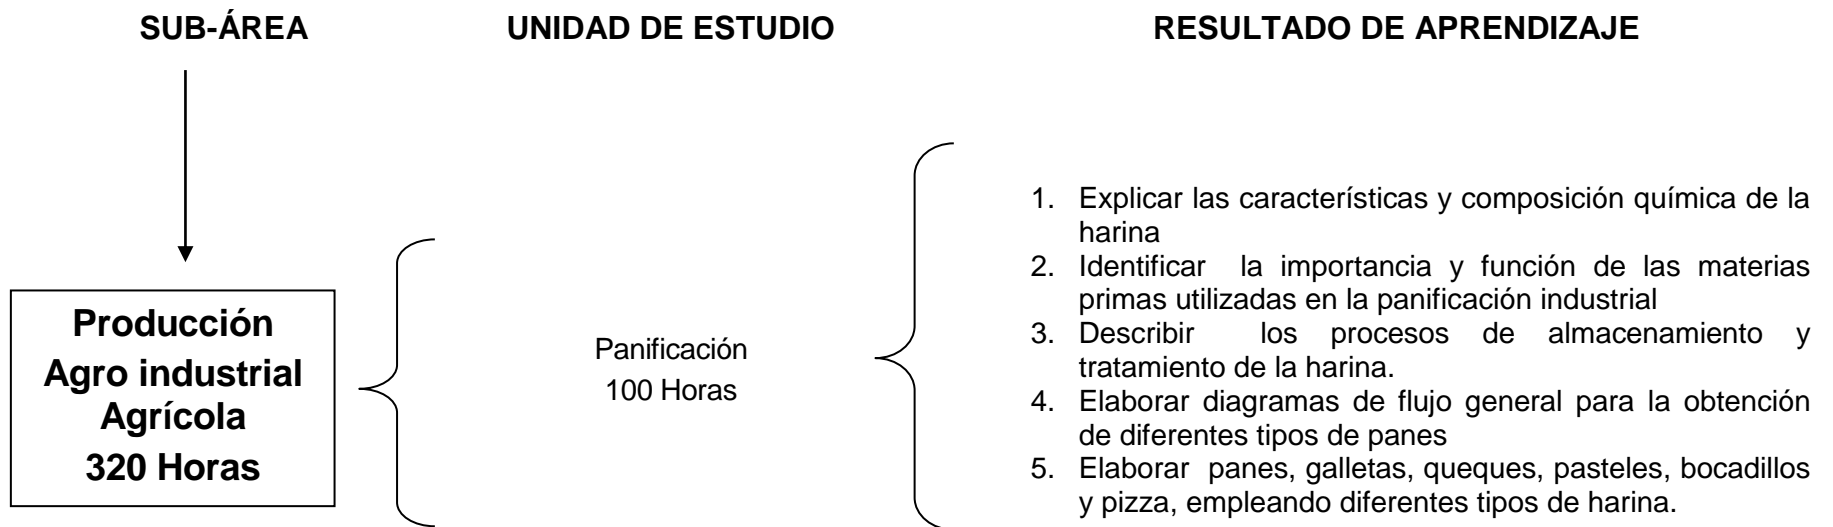 SUB-ÁREA UNIDAD DE ESTUDIO RESULTADO DE APRENDIZAJE
Producción
Agro industrial
Agrícola
320 Horas
Panificación
100 Horas
1. Explicar las características y composición química de la
harina
2. Identificar la importancia y función de las materias
primas utilizadas en la panificación industrial
3. Describir los procesos de almacenamiento y
tratamiento de la harina.
4. Elaborar diagramas de flujo general para la obtención
de diferentes tipos de panes
5. Elaborar panes, galletas, queques, pasteles, bocadillos
y pizza, empleando diferentes tipos de harina.